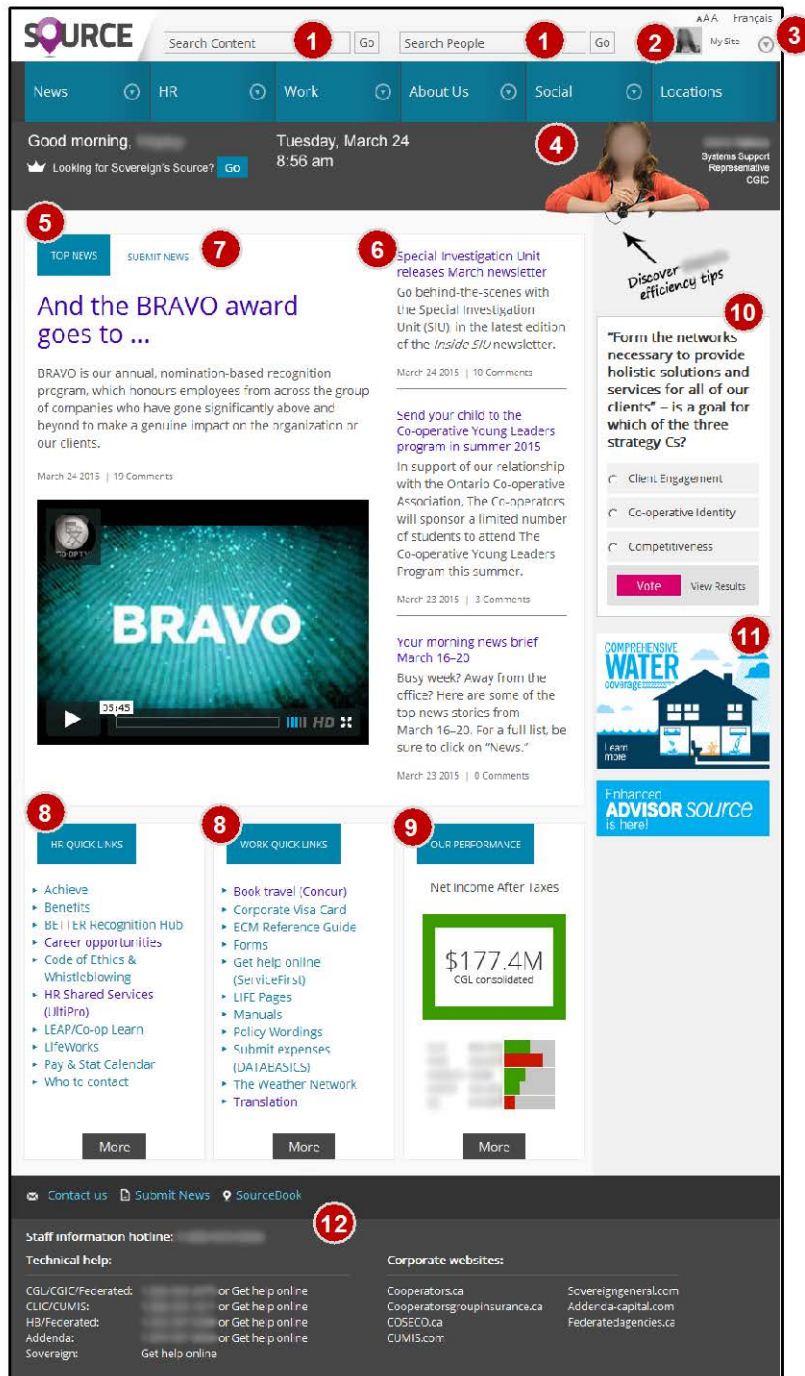 AAA Français
SOURCE
Search Content
1
Go
Search People
1
Go
2
My Site
3
News
HR
Work
About Us
Social
Locations
Good morning,
Tuesday, March 24
8:56 am
Looking for Sovereign's Source? Go
4
Systems Support
Representative
CGIC
5
TOP NEWS
SUBMIT NEWS
7
And the BRAVO award
goes to ...
BRAVO is our annual, nomination-based recognition
program, which honours employees from across the group
of companies who have gone significantly above and
beyond to make a genuine impact on the organization or
our clients.
March 24 2015 | 19 Comments
CO-OP TV
BRAVO
05:45
HD
6
Special Investigation Unit
releases March newsletter
Go behind-the-scenes with
the Special Investigation
Unit (SIU), in the latest edition
of the Inside SIU newsletter.
March 24 2015 | 10 Comments
Send your child to the
Co-operative Young Leaders
program in summer 2015
In support of our relationship
with the Ontario Co-operative
Association, The Co-operators
will sponsor a limited number
of students to attend The
Co-operative Young Leaders
Program this summer.
March 23 2015 | 3 Comments
Your morning news brief
March 16–20
Busy week? Away from the
office? Here are some of the
top news stories from
March 16–20. For a full list, be
sure to click on “News.”
March 23 2015 | 0 Comments
Discover
efficiency tips
10
“Form the networks
necessary to provide
holistic solutions and
services for all of our
clients” – is a goal for
which of the three
strategy Cs?
Client Engagement
Co-operative Identity
Competitiveness
Vote
View Results
11
COMPREHENSIVE
WATER
coverage
Learn
more
Enhanced
ADVISOR source
is here!
8
HR QUICK LINKS
Achieve
Benefits
BETTER Recognition Hub
Career opportunities
Code of Ethics &
Whistleblowing
HR Shared Services
(UltiPro)
LEAP/Co-op Learn
LifeWorks
Pay & Stat Calendar
Who to contact
More
8
WORK QUICK LINKS
Book travel (Concur)
Corporate Visa Card
ECM Reference Guide
Forms
Get help online
(ServiceFirst)
LIFE Pages
Manuals
Policy Wordings
Submit expenses
(DATABASICS)
The Weather Network
Translation
More
9
OUR PERFORMANCE
Net Income After Taxes
$177.4M
CGL consolidated
More
Contact us Submit News SourceBook
12
Staff information hotline:
Technical help:
CGL/CGIC/Federated: or Get help online
CLIC/CUMIS: or Get help online
HB/Federated: or Get help online
Addenda: or Get help online
Sovereign: Get help online
Corporate websites:
Cooperators.ca
Cooperatorsgroupinsurance.ca
COSECO.ca
CUMIS.com
Sovereigngeneral.com
Addenda-capital.com
Federatedagencies.ca